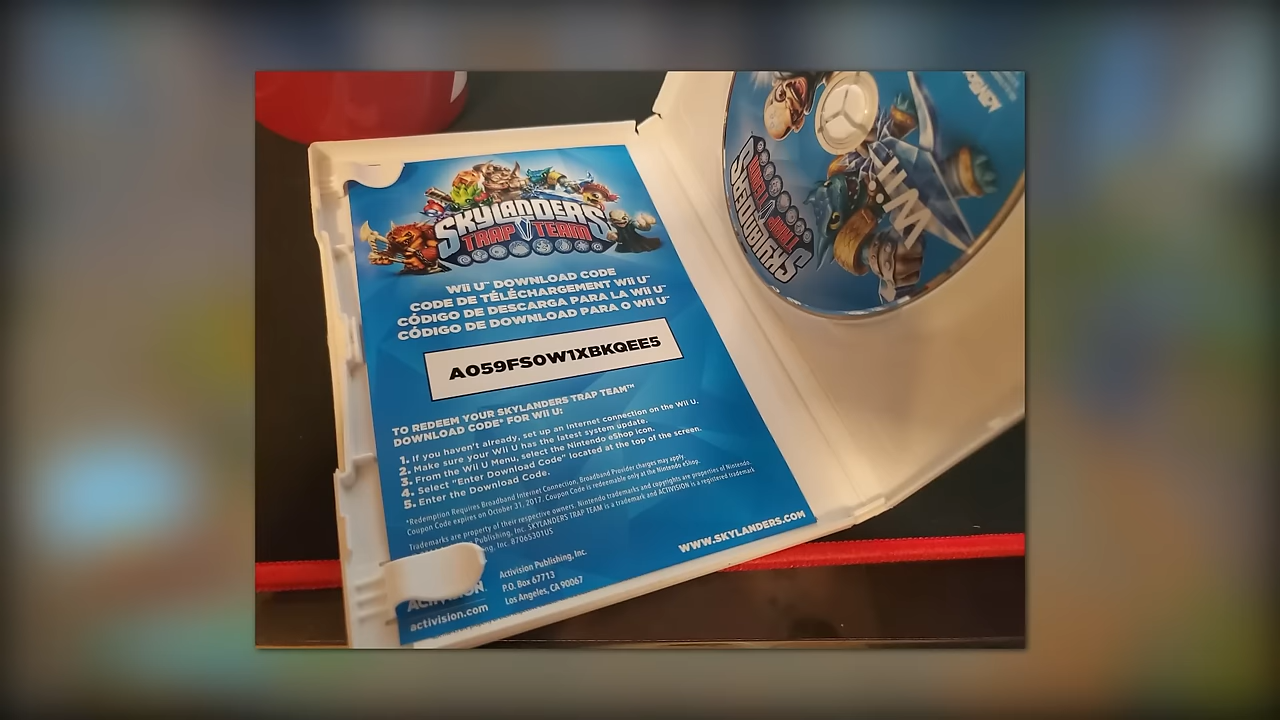 SKYLANDERS
TRAP TEAM
Wii U™ DOWNLOAD CODE
CODE DE TÉLÉCHARGEMENT Wii U™
CÓDIGO DE DESCARGA PARA LA Wii U™
CÓDIGO DE DOWNLOAD PARA O Wii U™
A059FS0W1XBKQEE5
TO REDEEM YOUR SKYLANDERS TRAP TEAM™
DOWNLOAD CODE* FOR Wii U:
1. If you haven't already, set up an Internet connection on the Wii U.
2. Make sure your Wii U has the latest system update.
3. From the Wii U Menu, select the Nintendo eShop icon.
4. Select "Enter Download Code" located at the top of the screen.
5. Enter the Download Code.
*Redemption Requires Broadband Internet Connection. Broadband Provider charges may apply.
Coupon Code expires on October 31, 2017. Coupon Code is redeemable only at the Nintendo eShop.
Trademarks are property of their respective owners. Nintendo trademarks and copyrights are properties of Nintendo.
Publishing, Inc. SKYLANDERS TRAP TEAM is a trademark and ACTIVISION is a registered trademark
Inc. 87065301US
WWW.SKYLANDERS.COM
Activision Publishing, Inc.
P.O. Box 67713
Los Angeles, CA 90067
activision.com
Wii
SKYLANDERS
TRAP TEAM